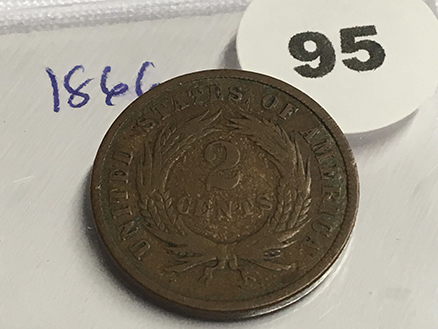 1866
95
UNITED STATES OF AMERICA
2
CENTS